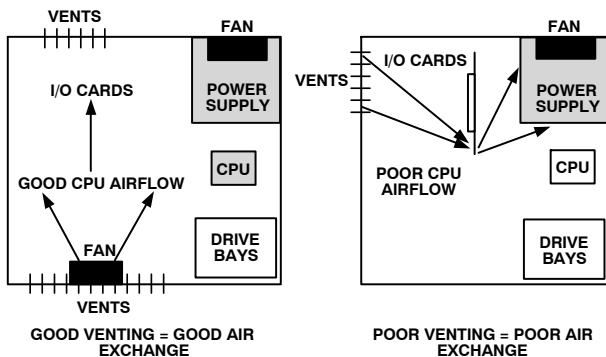 VENTS
FAN
I/O CARDS
POWER
SUPPLY
CPU
GOOD CPU AIRFLOW
FAN
DRIVE
BAYS
VENTS
GOOD VENTING = GOOD AIR
EXCHANGE
FAN
I/O CARDS
VENTS
POWER
SUPPLY
CPU
POOR CPU
AIRFLOW
DRIVE
BAYS
POOR VENTING = POOR AIR
EXCHANGE